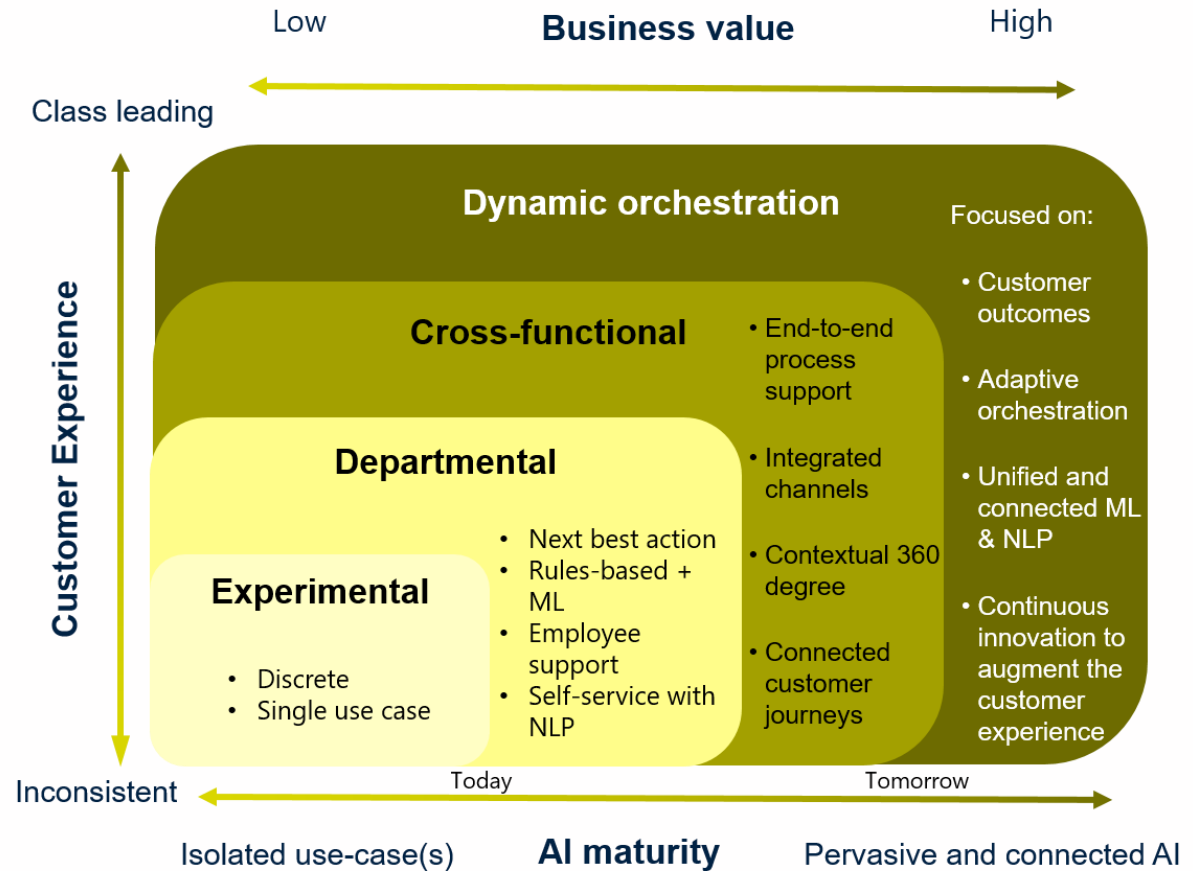 Low
Business value
High
Class leading
Customer Experience
Inconsistent
Dynamic orchestration
Focused on:
• Customer
outcomes
• Adaptive
orchestration
• Unified and
connected ML
& NLP
• Continuous
innovation to
augment the
customer
experience
Cross-functional
• End-to-end
process
support
• Integrated
channels
• Contextual 360
degree
• Connected
customer
journeys
Departmental
• Next best action
• Rules-based +
ML
• Employee
support
• Self-service with
NLP
Experimental
• Discrete
• Single use case
Today
Tomorrow
Isolated use-case(s)
AI maturity
Pervasive and connected AI